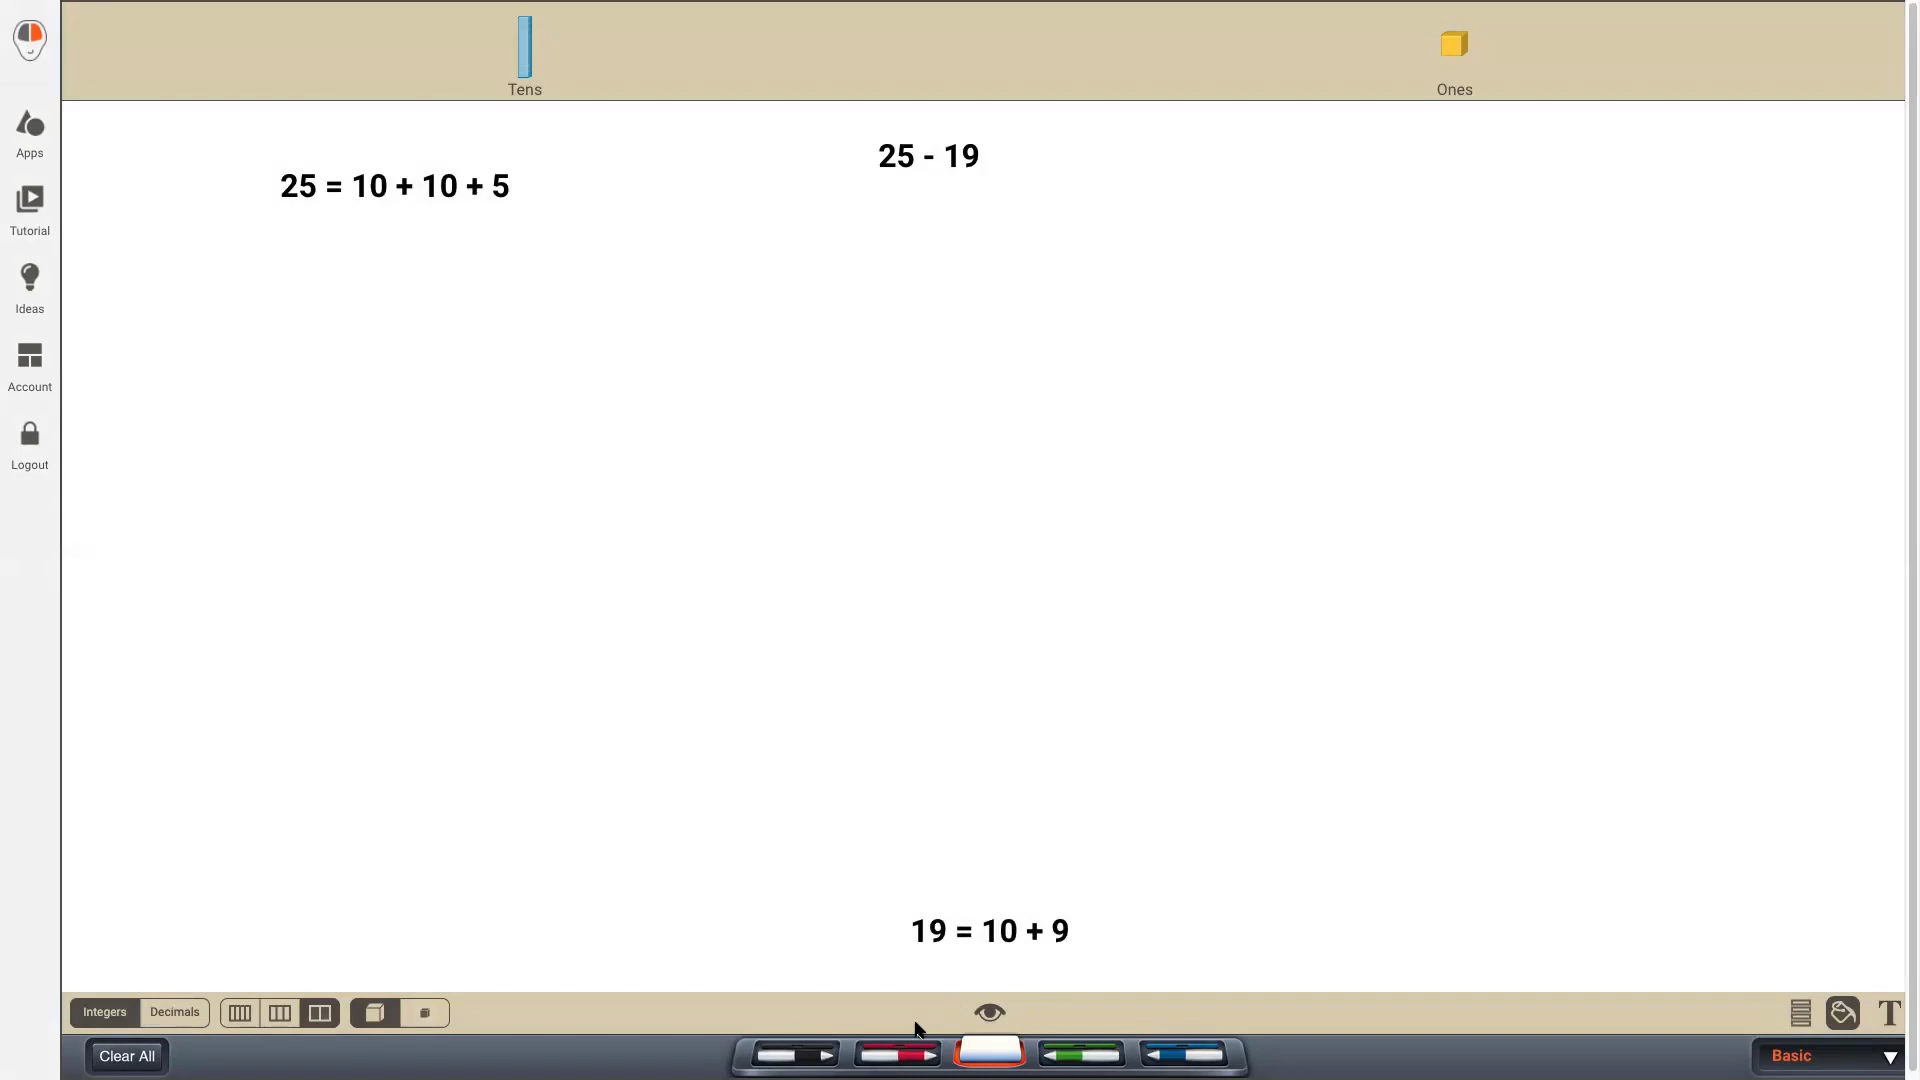 Tens
Ones
Apps
Tutorial
Ideas
Account
Logout
25 - 19
25 = 10 + 10 + 5
19 = 10 + 9
Integers
Decimals
T
Clear All
Basic